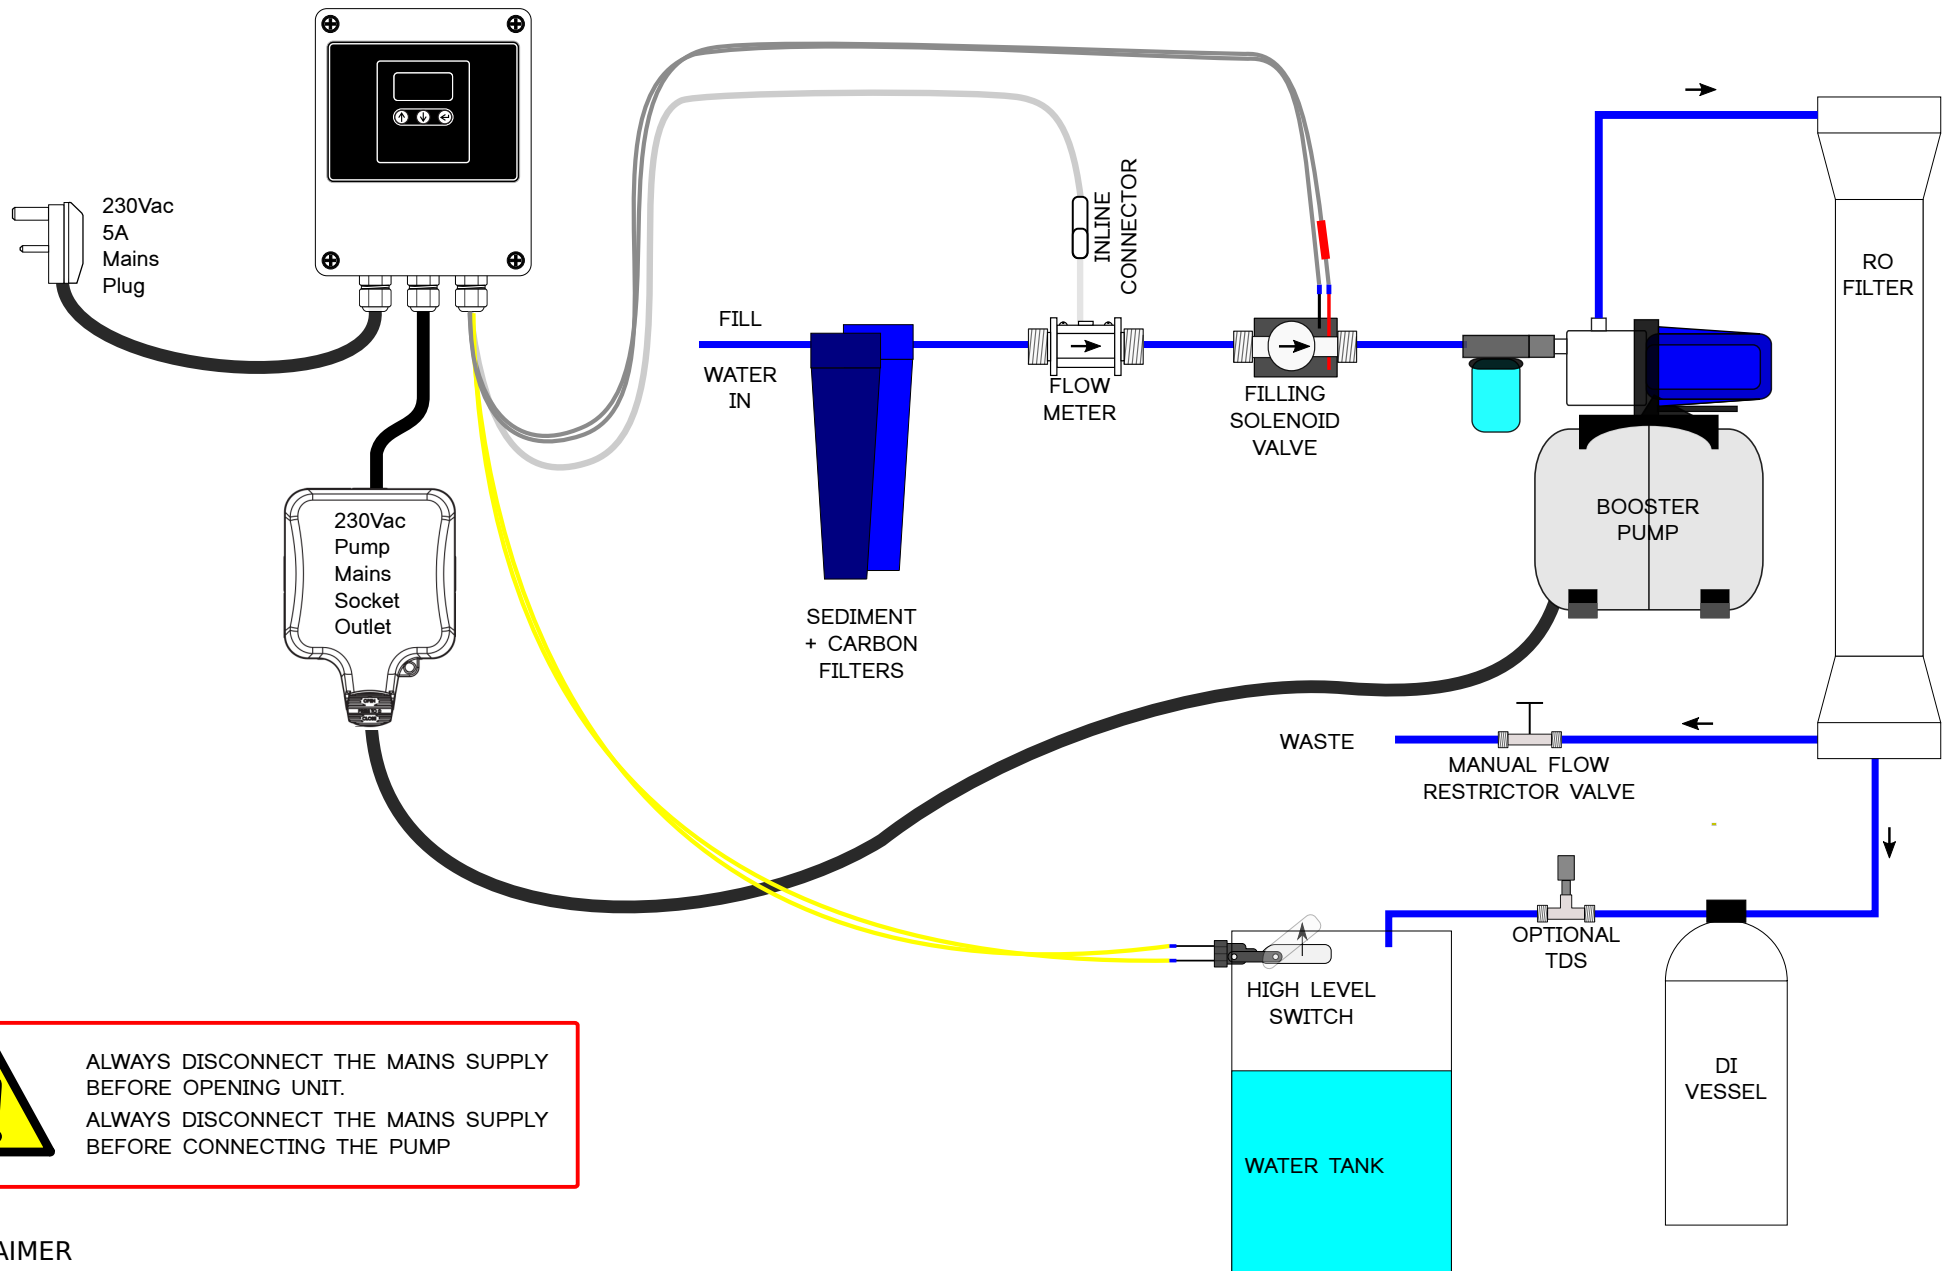 230Vac
5A
Mains
Plug
INLINE
CONNECTOR
FILL
WATER
IN
FLOW
METER
FILLING
SOLENOID
VALVE
RO
FILTER
BOOSTER
PUMP
230Vac
Pump
Mains
Socket
Outlet
OPEN
CLOSE
SEDIMENT
+ CARBON
FILTERS
WASTE
MANUAL FLOW
RESTRICTOR VALVE
OPTIONAL
TDS
HIGH LEVEL
SWITCH
DI
VESSEL
WATER TANK
ALWAYS DISCONNECT THE MAINS SUPPLY
BEFORE OPENING UNIT.
ALWAYS DISCONNECT THE MAINS SUPPLY
BEFORE CONNECTING THE PUMP
AIMER